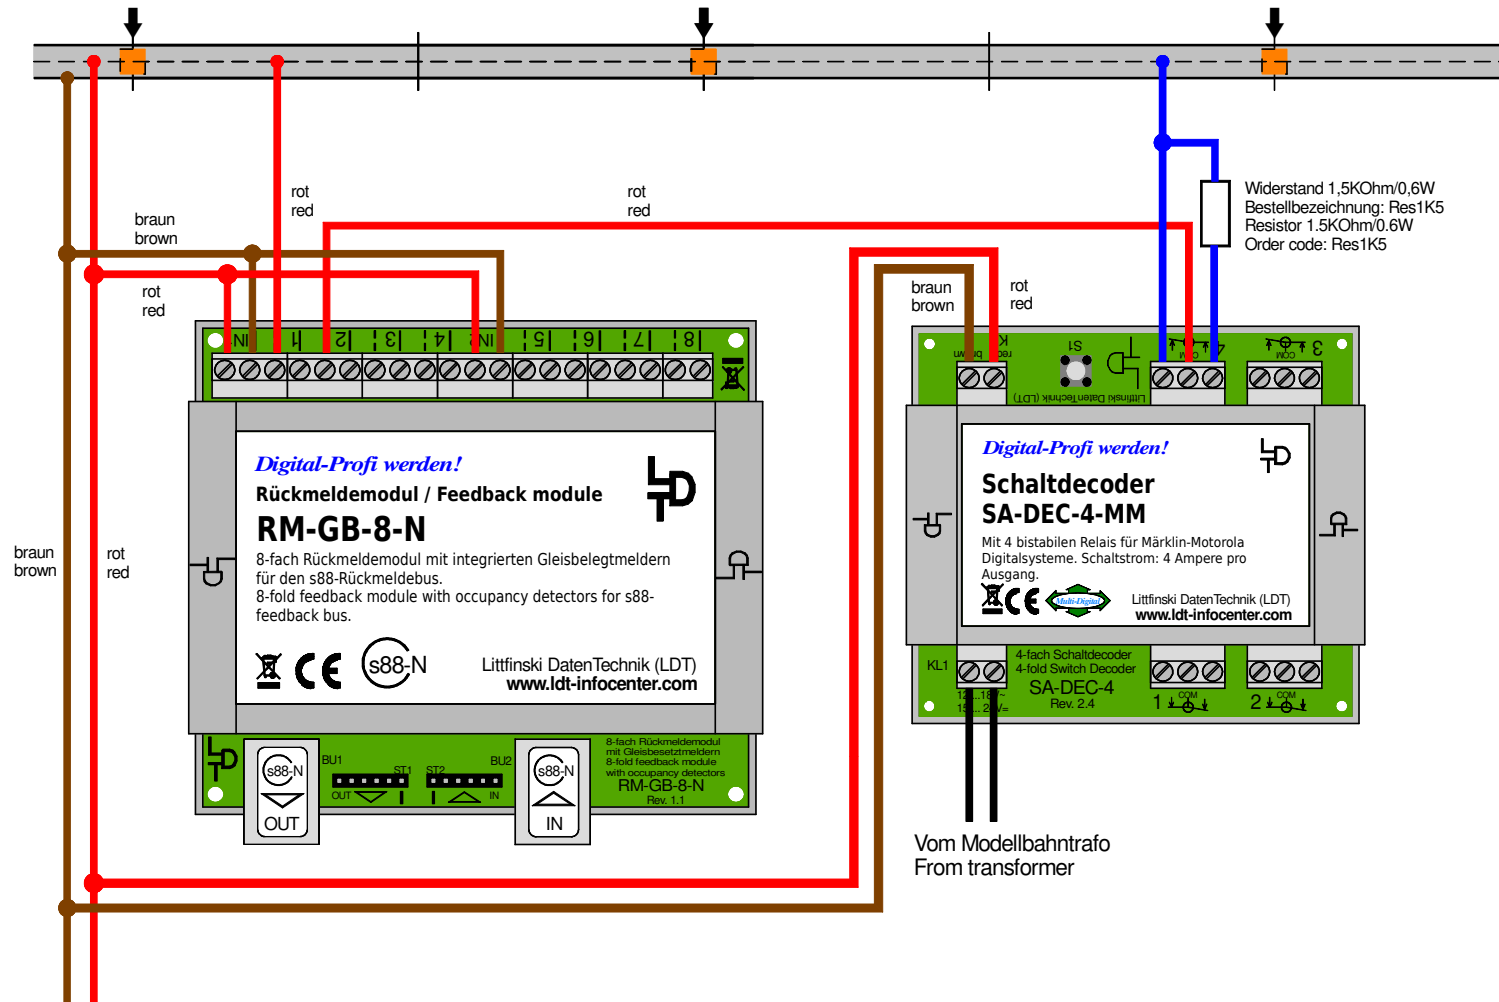 rot
red
rot
red
braun
brown
rot
red
braun
brown
rot
red
braun
brown
rot
red
Widerstand 1,5KOhm/0,6W
Bestellbezeichnung: Res1K5
Resistor 1.5KOhm/0.6W
Order code: Res1K5
1
2
3
4
5
6
7
8
Digital-Profi werden!
Rückmeldemodul / Feedback module
RM-GB-8-N
8-fach Rückmeldemodul mit integrierten Gleisbelegtmeldern
für den s88-Rückmeldebus.
8-fold feedback module with occupancy detectors for s88-
feedback bus.
s88-N
Littfinski DatenTechnik (LDT)
www.ldt-infocenter.com
LTD
s88-N
OUT
BU1
ST1
OUT
ST2
BU2
IN
s88-N
IN
8-fach Rückmeldemodul
mit Gleisbesetztmeldern
8-fold feedback module
with occupancy detectors
RM-GB-8-N
Rev. 1.1
S1
COM
COM
3
Littfinski DatenTechnik (LDT)
Digital-Profi werden!
Schaltdecoder
SA-DEC-4-MM
Mit 4 bistabilen Relais für Märklin-Motorola
Digitalsysteme. Schaltstrom: 4 Ampere pro
Ausgang.
Multi-Digital
Littfinski DatenTechnik (LDT)
www.ldt-infocenter.com
KL1
4-fach Schaltdecoder
4-fold Switch Decoder
SA-DEC-4
Rev. 2.4
1
COM
2
COM
Vom Modellbahntrafo
From transformer